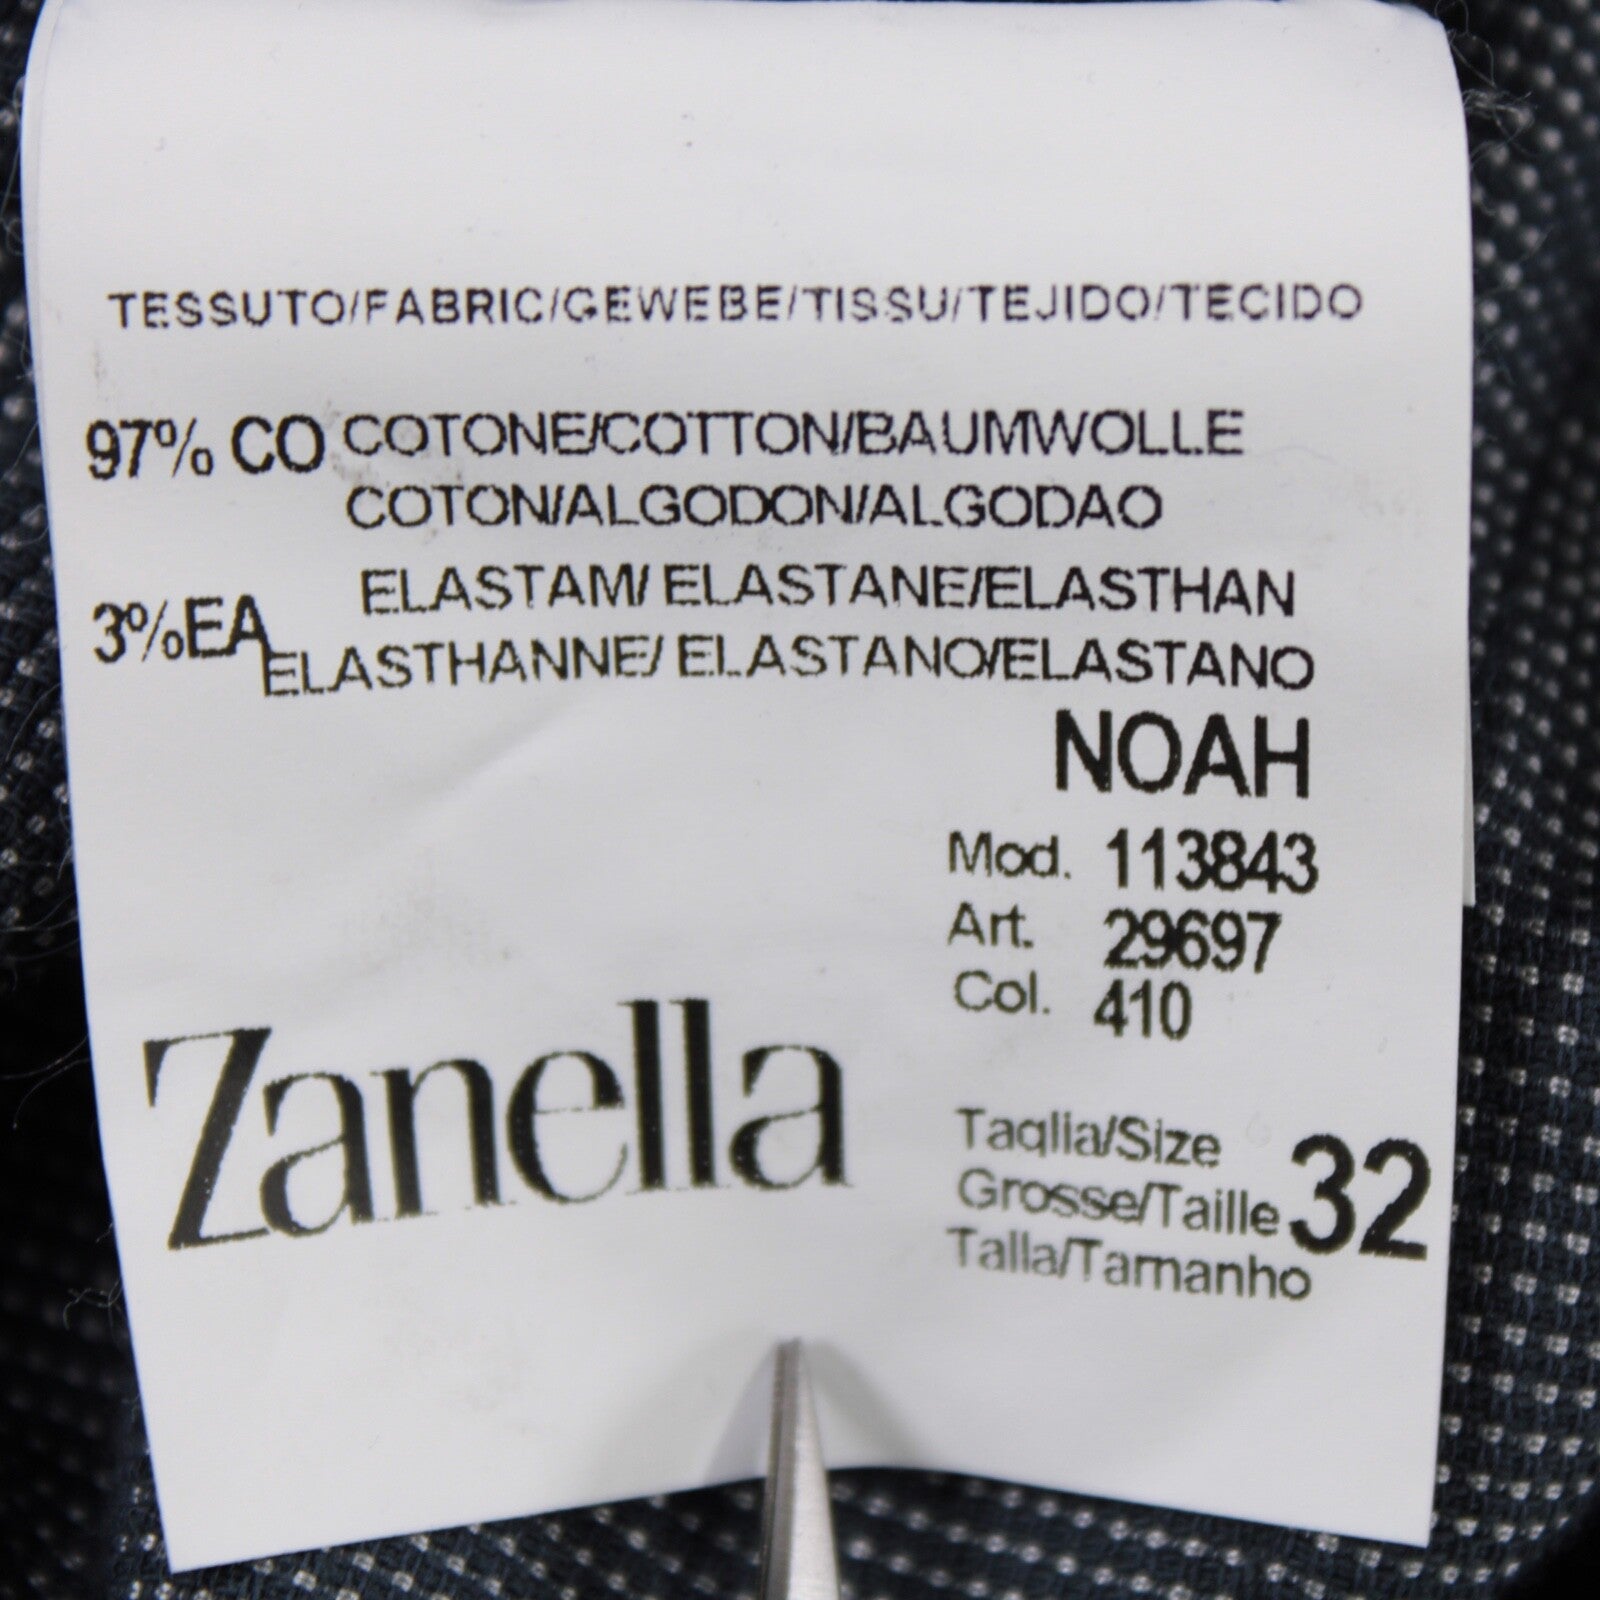 TESSUTO/FABRIC/GEWEBE/TISSU/TEJIDO/TECIDO
97% CO COTONE/COTTON/BAUMWOLLE
COTON/ALGODON/ALGODAO
3%EA ELASTAM/ ELASTANE/ELASTHAN
ELASTHANNE/ ELASTANO/ELASTANO
NOAH
Mod. 113843
Art. 29697
Col. 410
Zanella
Taglia/Size
Grosse/Taille 32
Talla/Tamanho